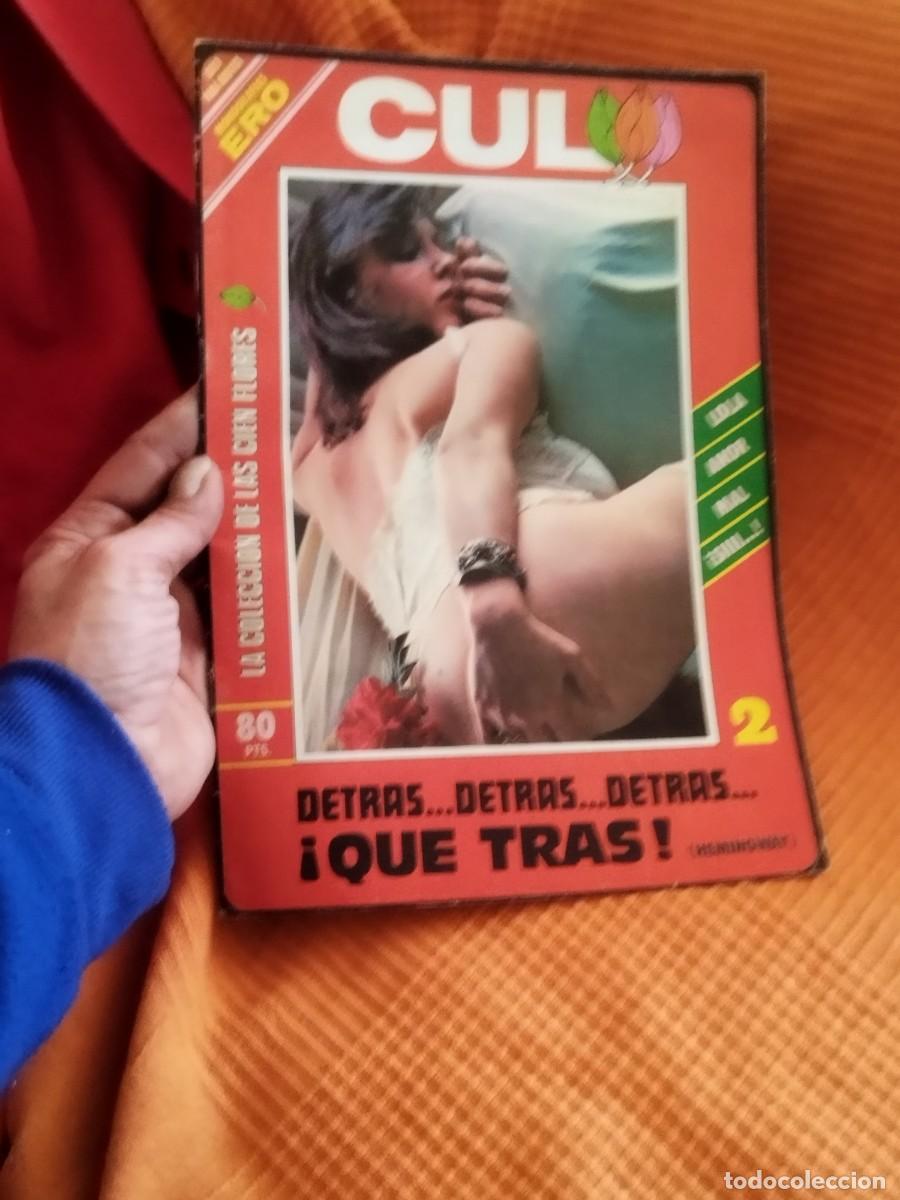 ERO
CUL
LA COLECCION DE LAS CIEN FLORES
LOLA
AMOR
MAL
80
PTS.
2
DETRAS...DETRAS...DETRAS...
¡QUE TRAS! (HEMINGWAY)
todocoleccion